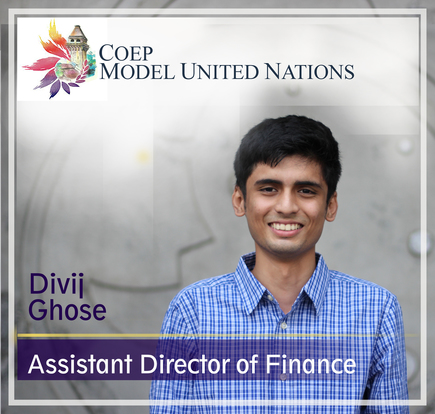 COEP
MODEL UNITED NATIONS
Divij
Ghose
Assistant Director of Finance